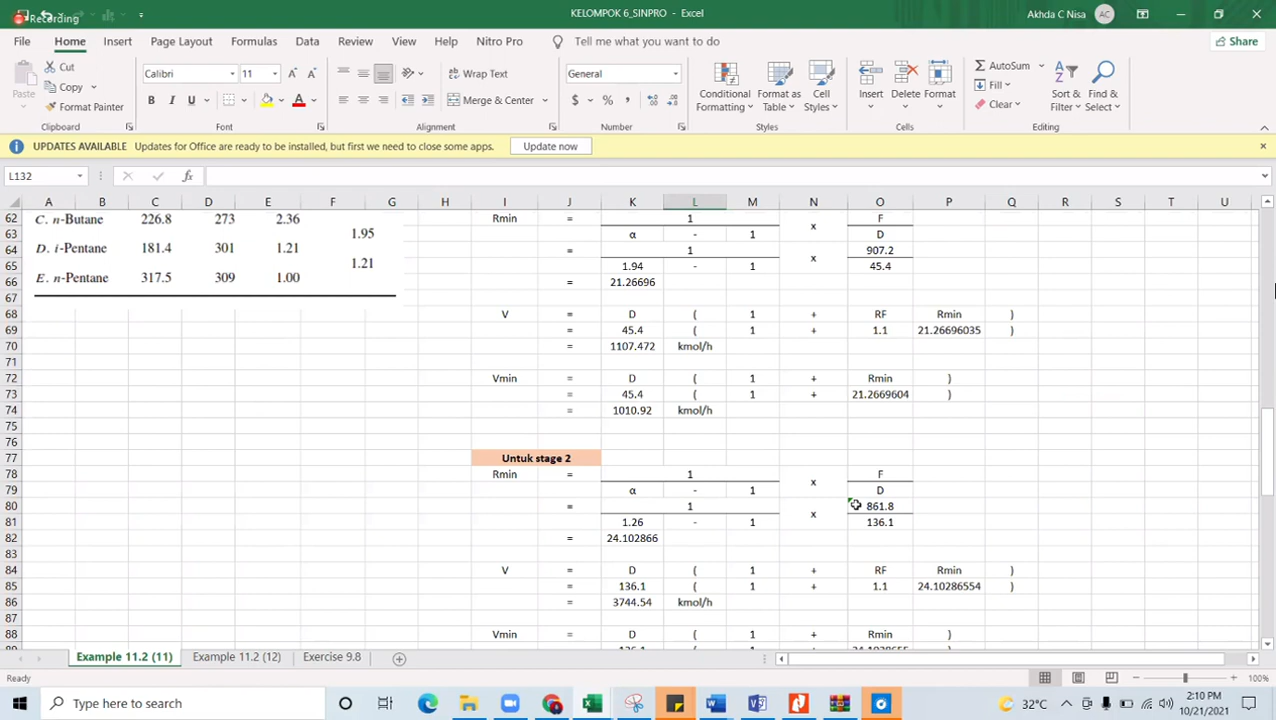 Recording
KELOMPOK 6_SINPRO - Excel
Akhda C Nisa
AC
File Home Insert Page Layout Formulas Data Review View Help Nitro Pro Tell me what you want to do
Share
Paste
Cut
Copy
Format Painter
Clipboard
Calibri 11
B I U
Font
Wrap Text
Merge & Center
Alignment
General
$ % ,
Number
Conditional Formatting
Format as Table
Cell Styles
Styles
Insert Delete Format
Cells
AutoSum
Fill
Clear
Sort & Filter
Find & Select
Editing
UPDATES AVAILABLE Updates for Office are ready to be installed, but first we need to close some apps. Update now
L132 fx
A B C D E F G H I J K L M N O P Q R S T U
C. n-Butane 226.8 273 2.36
1.95
D. i-Pentane 181.4 301 1.21
1.21
E. n-Pentane 317.5 309 1.00
62 Rmin = 1 x F
63 α - 1 D
64 = 1 x 907.2
65 1.94 - 1 45.4
66 = 21.26696
67
68 V = D ( 1 + RF Rmin )
69 = 45.4 ( 1 + 1.1 21.26696035 )
70 = 1107.472 kmol/h
71
72 Vmin = D ( 1 + Rmin )
73 = 45.4 ( 1 + 21.2669604 )
74 = 1010.92 kmol/h
75
76
77 Untuk stage 2
78 Rmin = 1 x F
79 α - 1 D
80 = 1 x 861.8
81 1.26 - 1 136.1
82 = 24.102866
83
84 V = D ( 1 + RF Rmin )
85 = 136.1 ( 1 + 1.1 24.10286554 )
86 = 3744.54 kmol/h
87
88 Vmin = D ( 1 + Rmin )
Example 11.2 (11) Example 11.2 (12) Exercise 9.8
Ready
100%
Type here to search
32°C
2:10 PM
10/21/2021